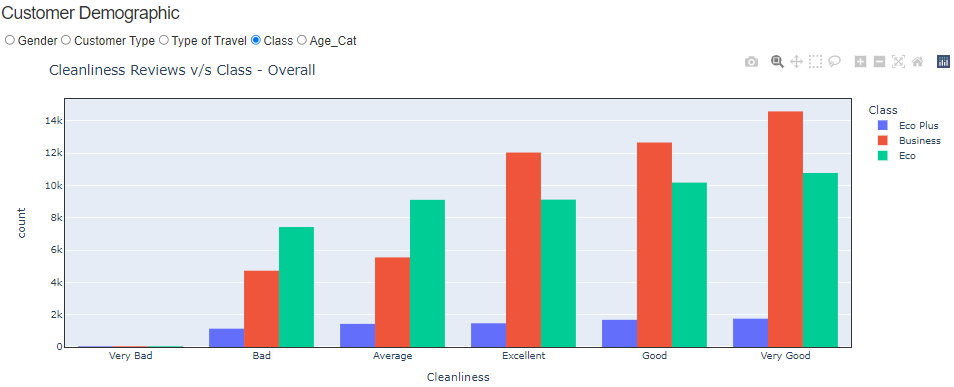 Customer Demographic
Gender Customer Type Type of Travel Class Age_Cat
Cleanliness Reviews v/s Class - Overall
Class
Eco Plus
Business
Eco
count
14k
12k
10k
8k
6k
4k
2k
0
Very Bad Bad Average Excellent Good Very Good
Cleanliness